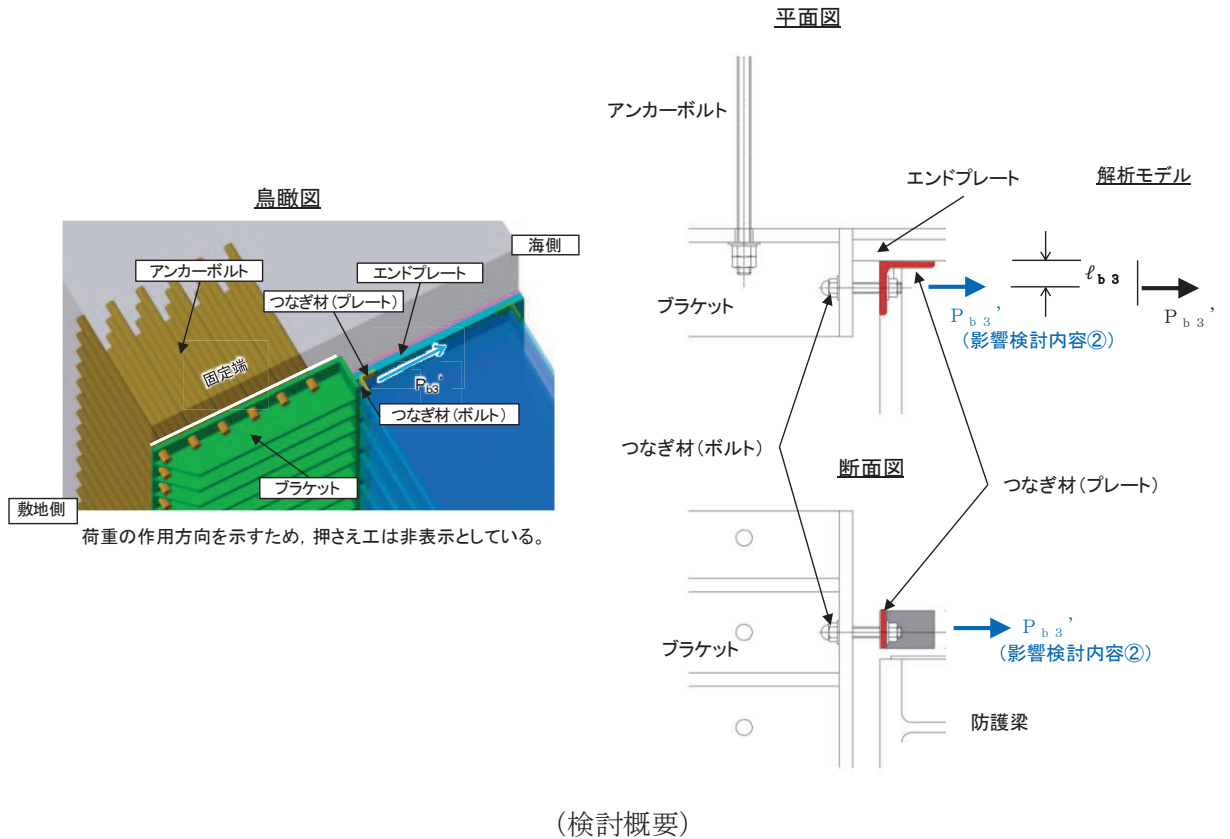 平面図
アンカーボルト
エンドプレート
解析モデル
鳥瞰図
海側
アンカーボルト
エンドプレート
つなぎ材(プレート)
固定端
Pb3'
つなぎ材(ボルト)
ブラケット
敷地側
荷重の作用方向を示すため，押さえ工は非表示としている。
ブラケット
ℓb3
Pb3'
(影響検討内容②)
Pb3'
つなぎ材(ボルト)
断面図
つなぎ材(プレート)
ブラケット
Pb3'
(影響検討内容②)
防護梁
(検討概要)